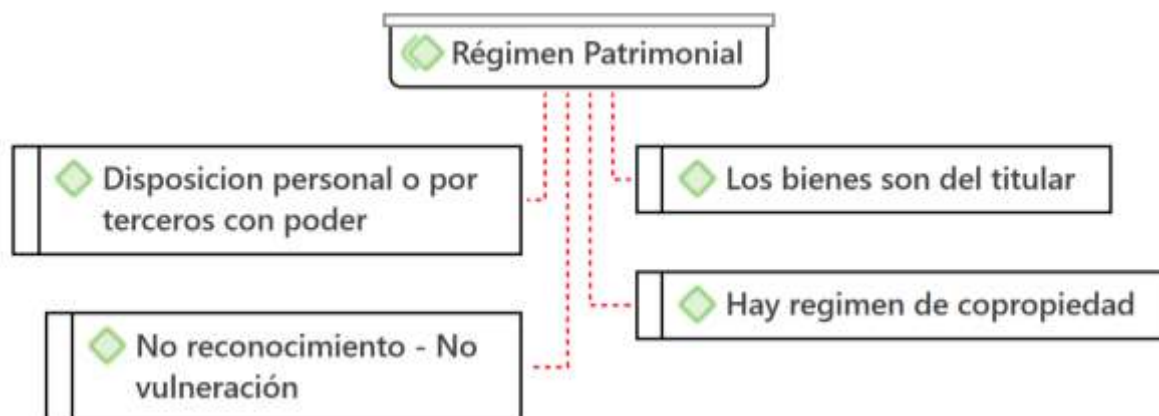 Régimen Patrimonial
Disposicion personal o por
terceros con poder
Los bienes son del titular
Hay regimen de copropiedad
No reconocimiento - No
vulneración